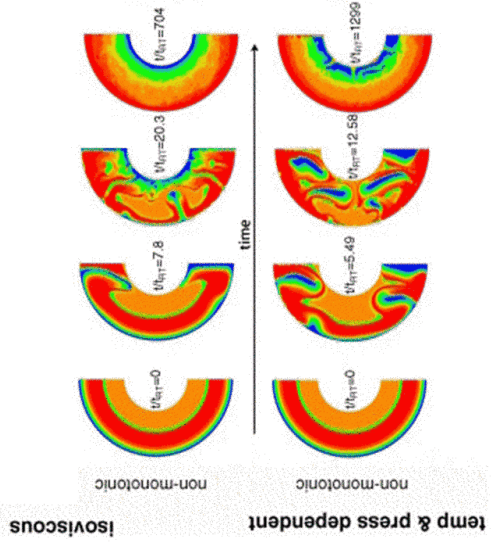 isoviscous
non-monotonic
t/tRT=0
t/tRT=7.8
t/tRT=20.3
t/tRT=704
time
temp & press dependent
non-monotonic
t/tRT=0
t/tRT=5.49
t/tRT=12.58
t/tRT=1299